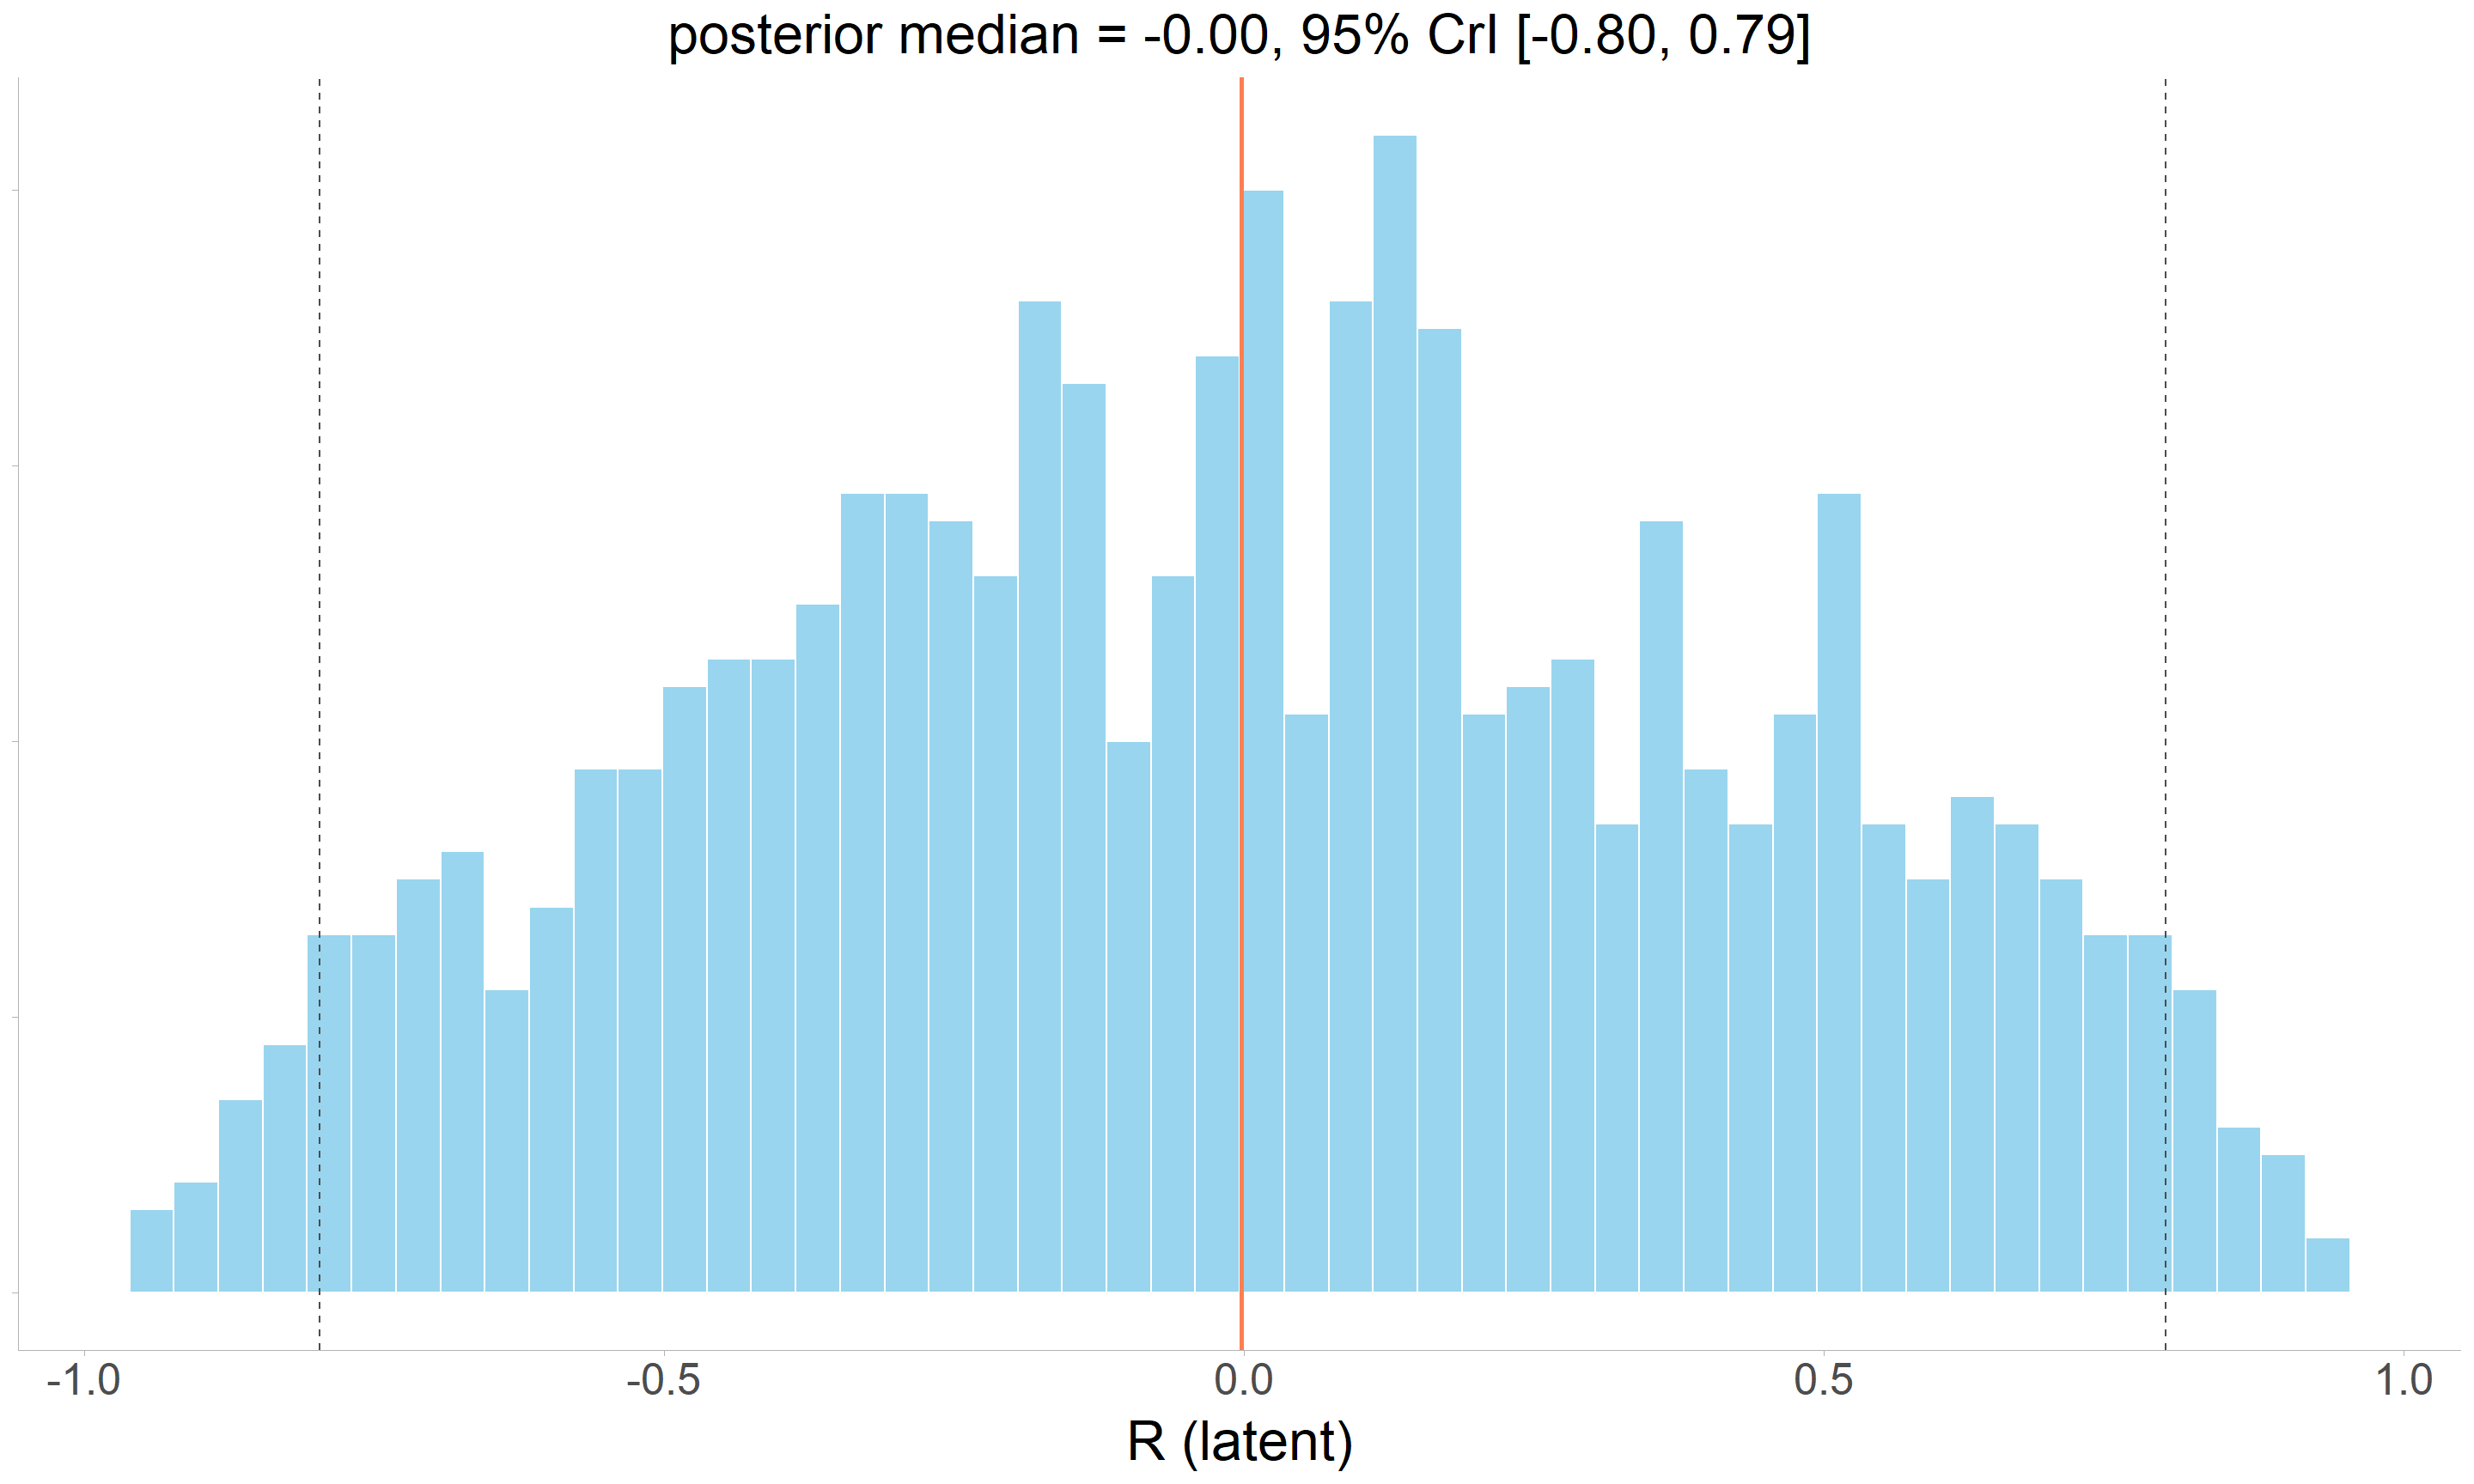 posterior median = -0.00, 95% CrI [-0.80, 0.79]
-1.0 -0.5 0.0 0.5 1.0
R (latent)